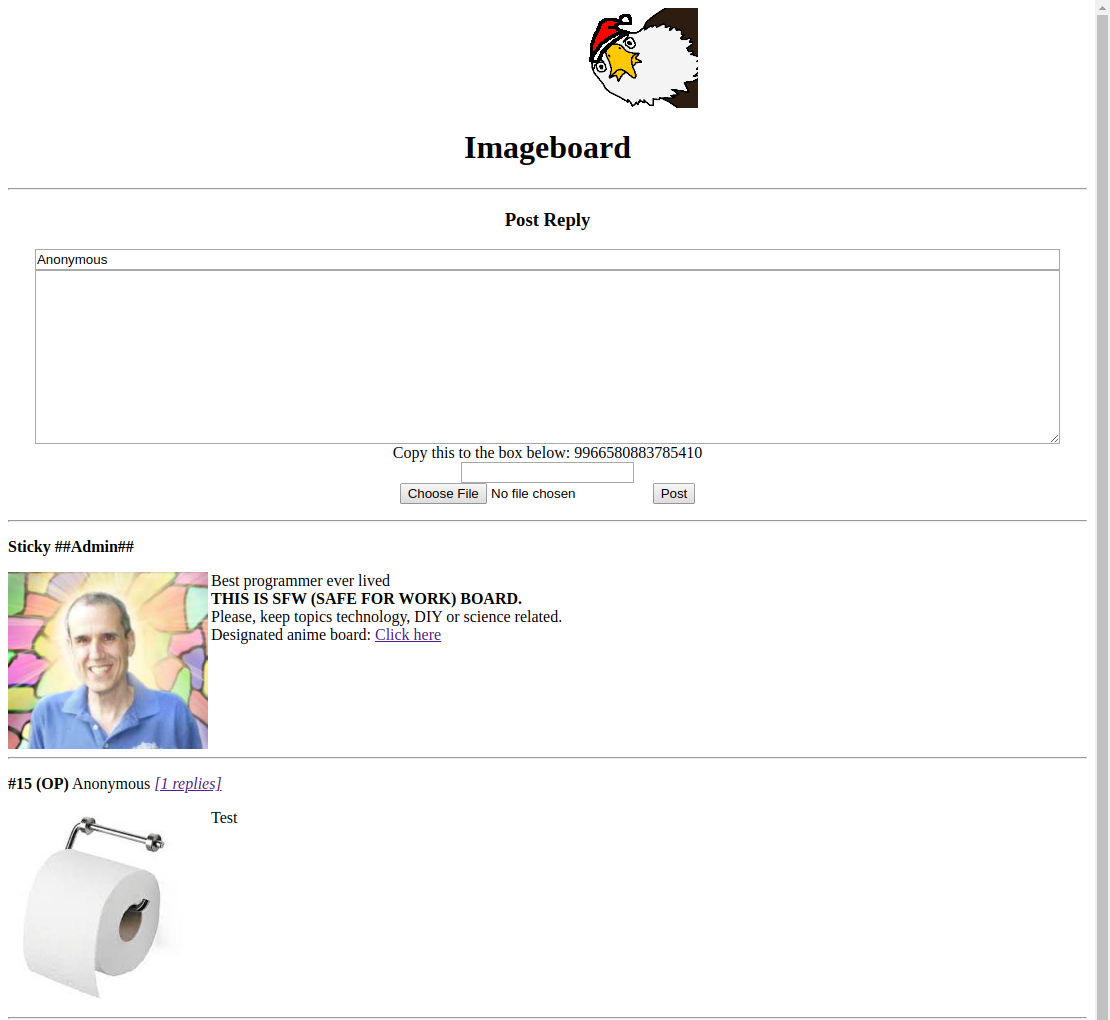 Imageboard
Post Reply
Anonymous
Copy this to the box below: 9966580883785410
Choose File No file chosen Post
Sticky ##Admin##
Best programmer ever lived
THIS IS SFW (SAFE FOR WORK) BOARD.
Please, keep topics technology, DIY or science related.
Designated anime board: Click here
#15 (OP) Anonymous [1 replies]
Test